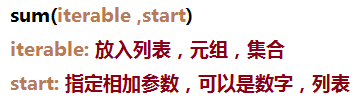 sum(iterable ,start)
iterable: 放入列表，元组，集合
start: 指定相加参数，可以是数字，列表